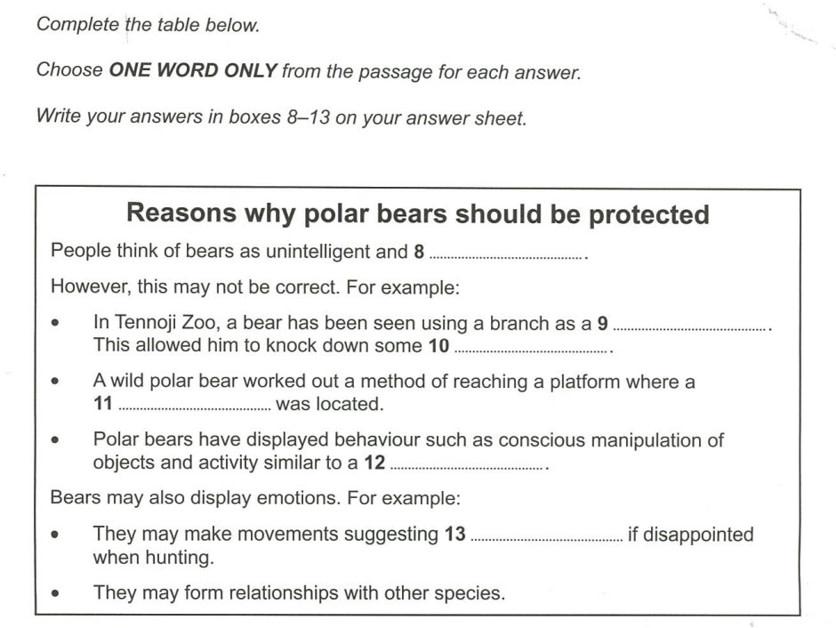 Complete the table below.
Choose ONE WORD ONLY from the passage for each answer.
Write your answers in boxes 8–13 on your answer sheet.
Reasons why polar bears should be protected
People think of bears as unintelligent and 8 .................................
However, this may not be correct. For example:
• In Tennoji Zoo, a bear has been seen using a branch as a 9 .................................
This allowed him to knock down some 10 .................................
• A wild polar bear worked out a method of reaching a platform where a
11 ................................. was located.
• Polar bears have displayed behaviour such as conscious manipulation of
objects and activity similar to a 12 .................................
Bears may also display emotions. For example:
• They may make movements suggesting 13 ................................. if disappointed
when hunting.
• They may form relationships with other species.